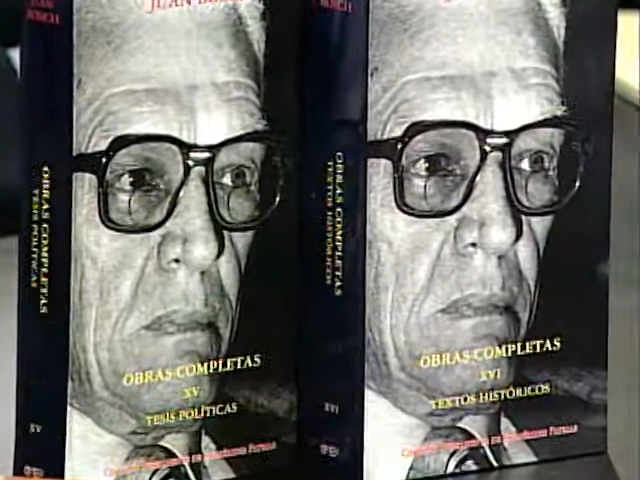 JUAN
BOSCH
OBRAS COMPLETAS
TESIS POLÍTICAS
XV
JUAN
OBRAS COMPLETAS
XV
TESIS POLÍTICAS
BOSCH
OBRAS COMPLETAS
TEXTOS HISTÓRICOS
XVI
OBRAS COMPLETAS
XVI
TEXTOS HISTÓRICOS